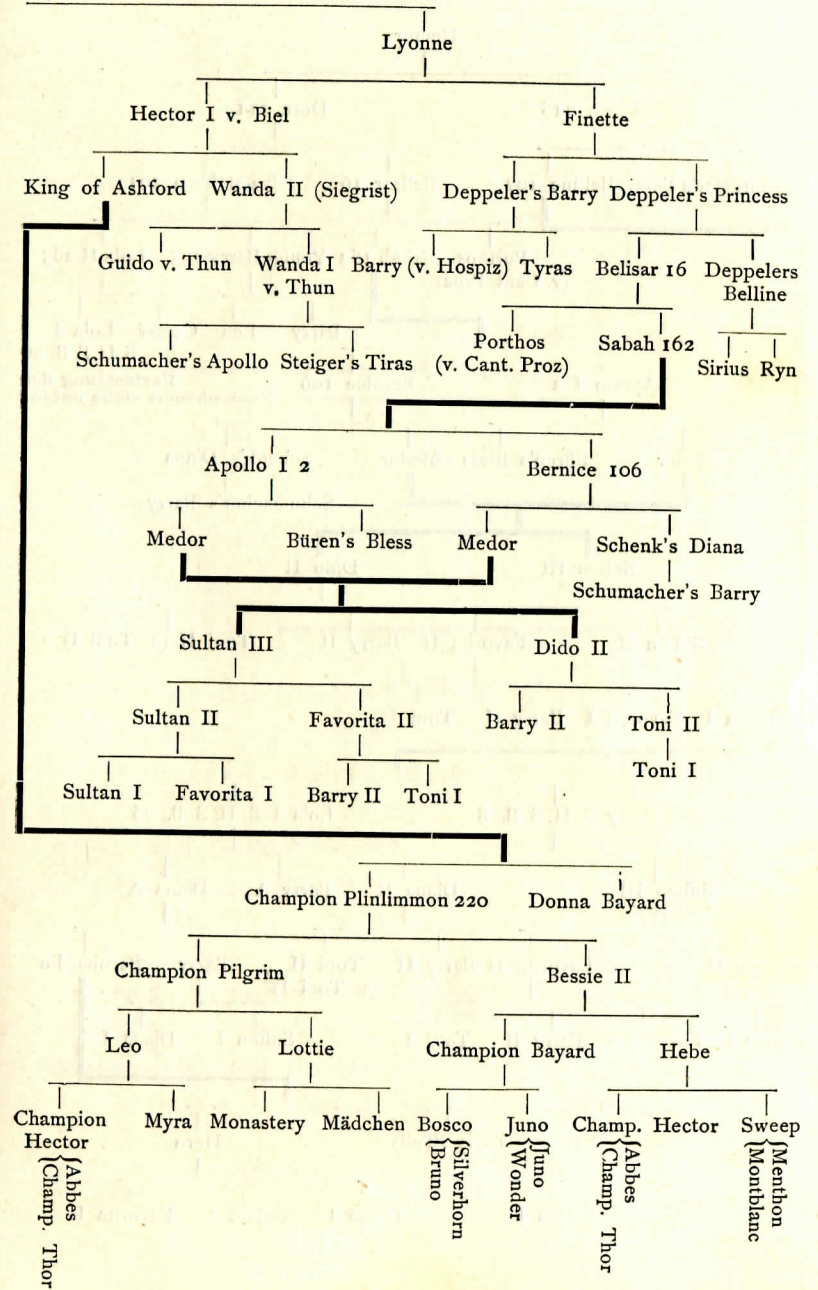 Lyonne
Hector I v. Biel Finette
King of Ashford Wanda II (Siegrist) Deppeler's Barry Deppeler's Princess
Guido v. Thun Wanda I v. Thun Barry (v. Hospiz) Tyras Belisar 16 Deppelers Belline
Schumacher's Apollo Steiger's Tiras Porthos (v. Cant. Proz) Sabah 162 Sirius Ryn
Apollo I 2 Bernice 106
Medor Büren's Bless Medor Schenk's Diana
Schumacher's Barry
Sultan III Dido II
Sultan II Favorita II Barry II Toni II
Toni I
Sultan I Favorita I Barry II Toni I
Champion Plinlimmon 220 Donna Bayard
Champion Pilgrim Bessie II
Leo Lottie Champion Bayard Hebe
Champion Hector Myra Monastery Mädchen Bosco Juno Champ. Hector Sweep
Abbes
Champ. Thor
Silverhorn
Bruno
Juno
Wonder
Abbes
Champ. Thor
Menthon
Montblanc